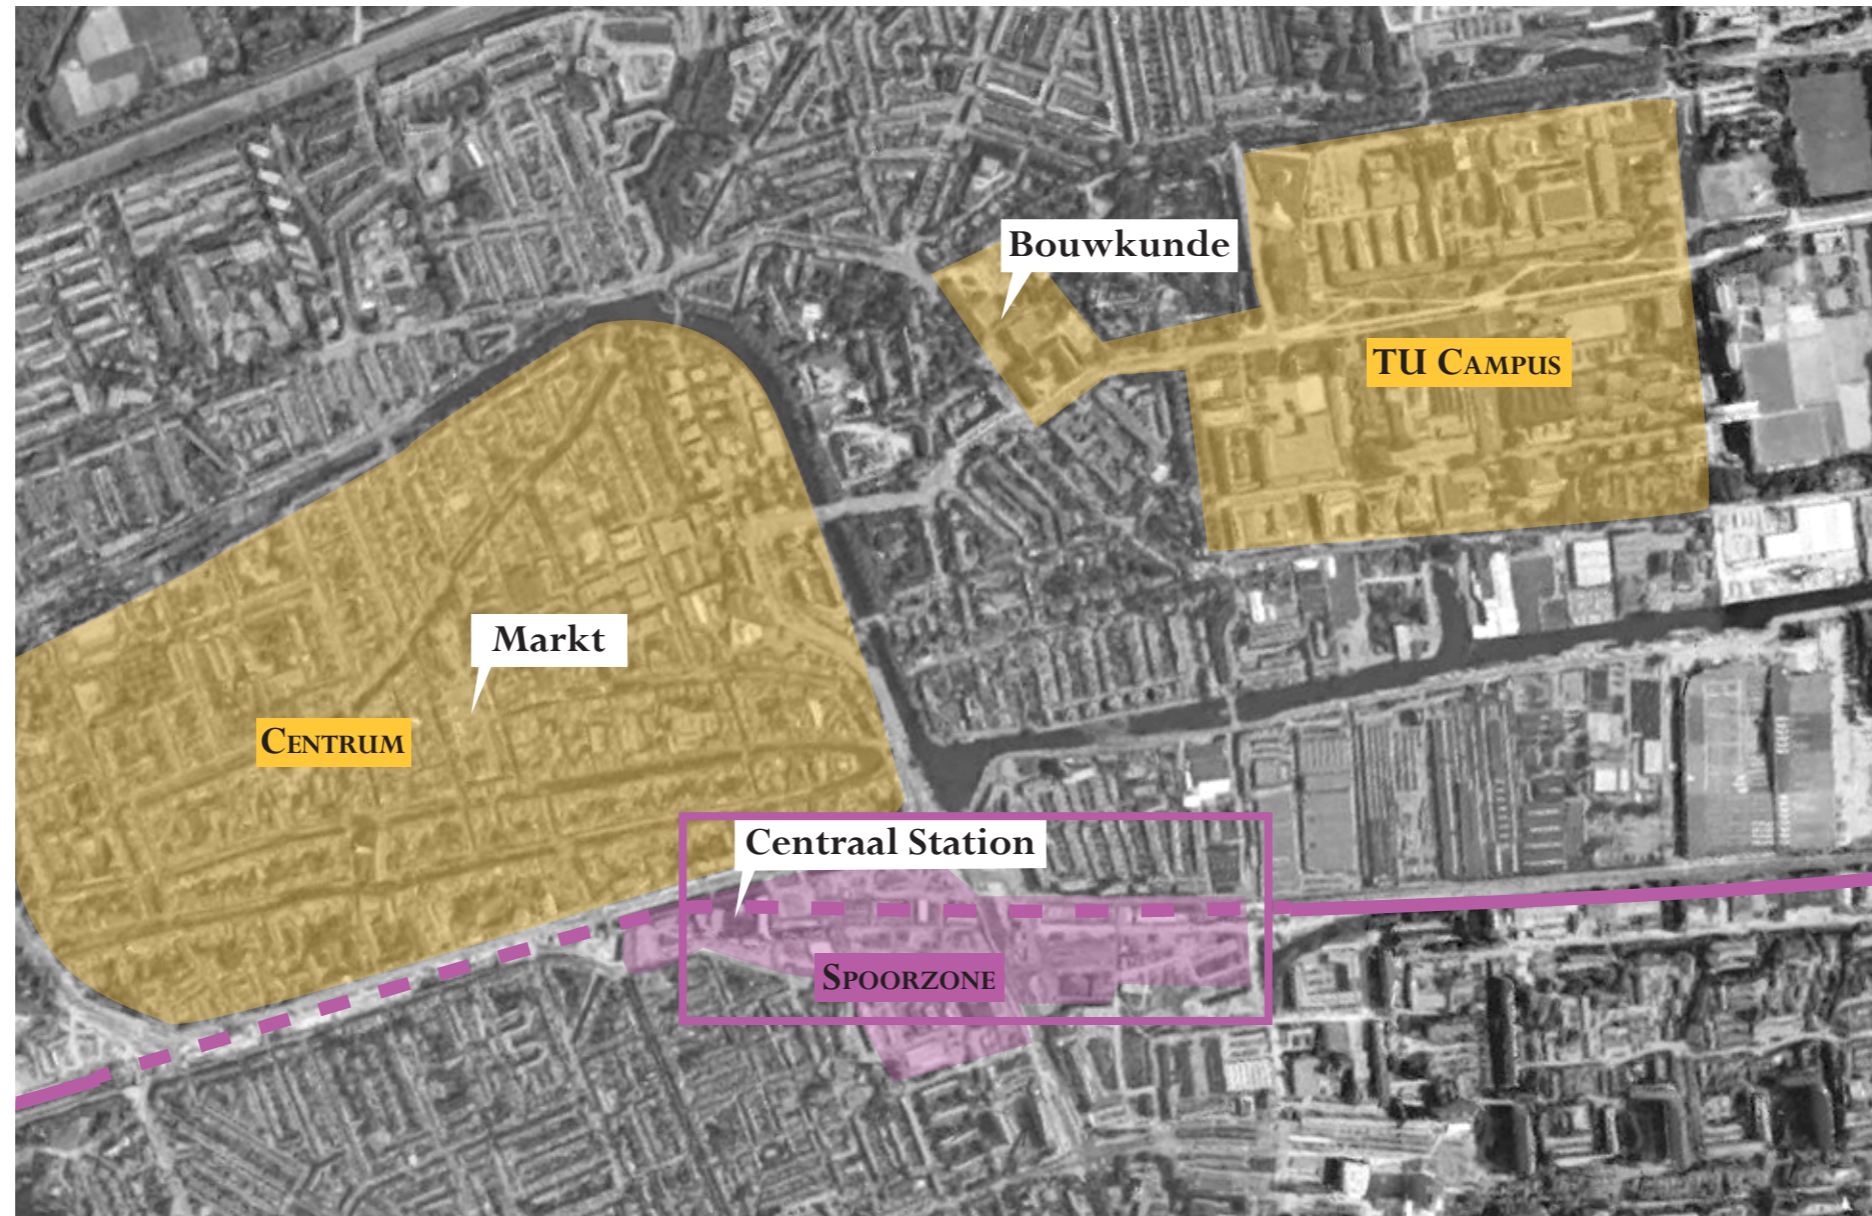 Bouwkunde
TU Campus
Markt
Centrum
Centraal Station
Spoorzone